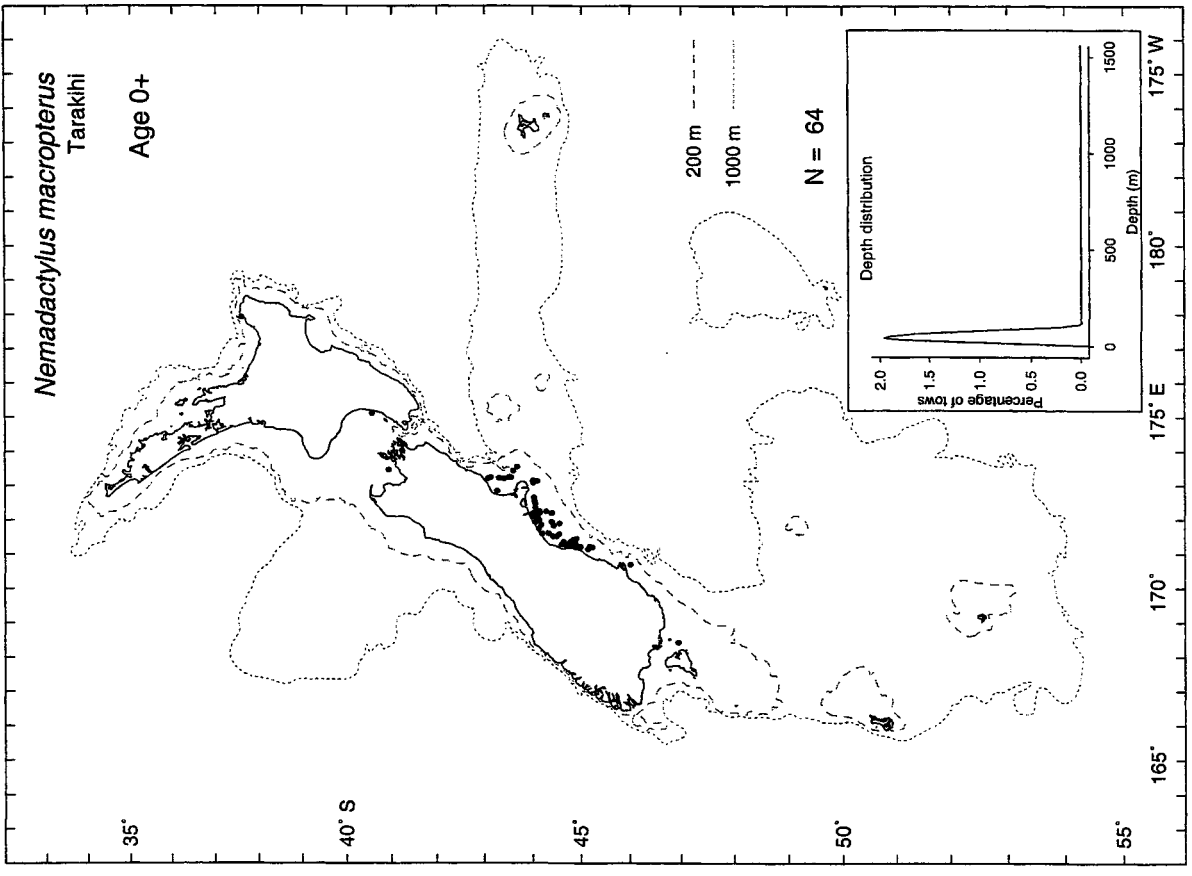 Nemadactylus macropterus
Tarakihi
Age 0+
35°
40° S
45°
50°
55°
165°
170°
175° E
180°
175° W
200 m
1000 m
N = 64
Depth distribution
Percentage of tows
2.0
1.5
1.0
0.5
0.0
0
500
1000
1500
Depth (m)